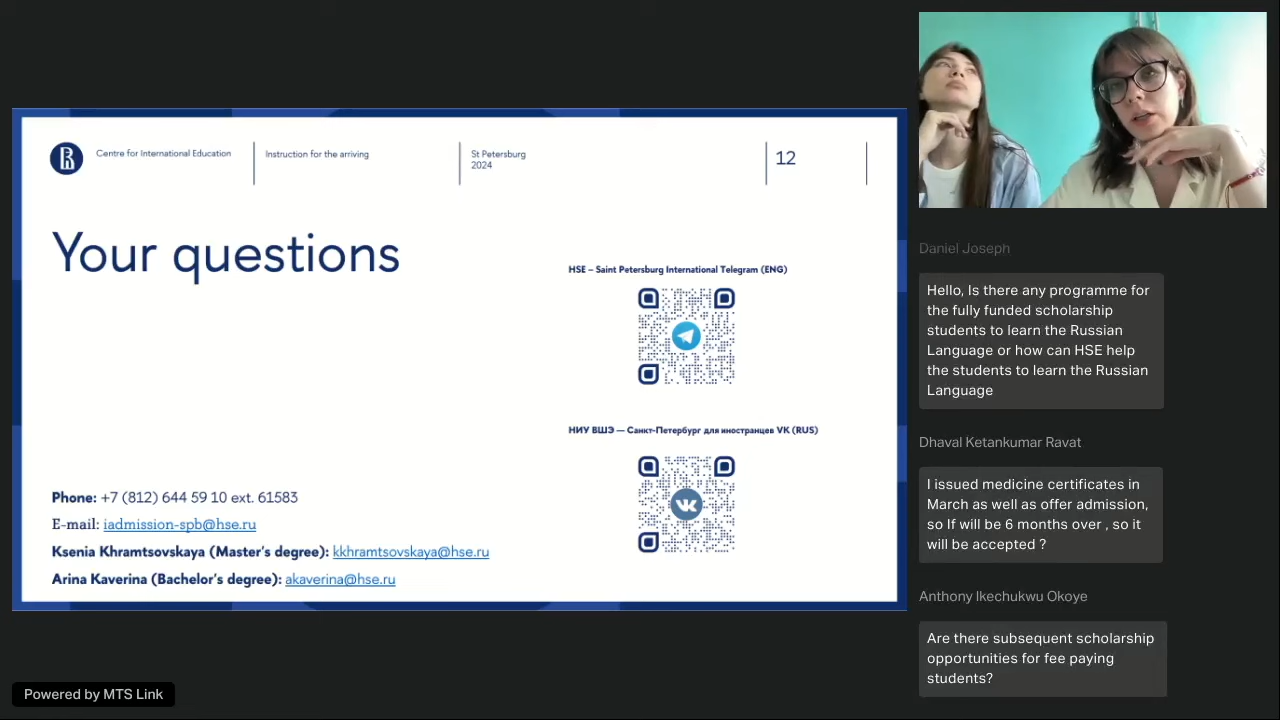 Centre for International Education
Instruction for the arriving
St Petersburg
2024
12
Your questions
HSE – Saint Petersburg International Telegram (ENG)
НИУ ВШЭ — Санкт-Петербург для иностранцев VK (RUS)
Phone: +7 (812) 644 59 10 ext. 61583
E-mail: iadmission-spb@hse.ru
Ksenia Khramtsovskaya (Master's degree): kkhramtsovskaya@hse.ru
Arina Kaverina (Bachelor's degree): akaverina@hse.ru
Powered by MTS Link
Daniel Joseph
Hello, Is there any programme for
the fully funded scholarship
students to learn the Russian
Language or how can HSE help
the students to learn the Russian
Language
Dhaval Ketankumar Ravat
I issued medicine certificates in
March as well as offer admission,
so If will be 6 months over , so it
will be accepted ?
Anthony Ikechukwu Okoye
Are there subsequent scholarship
opportunities for fee paying
students?